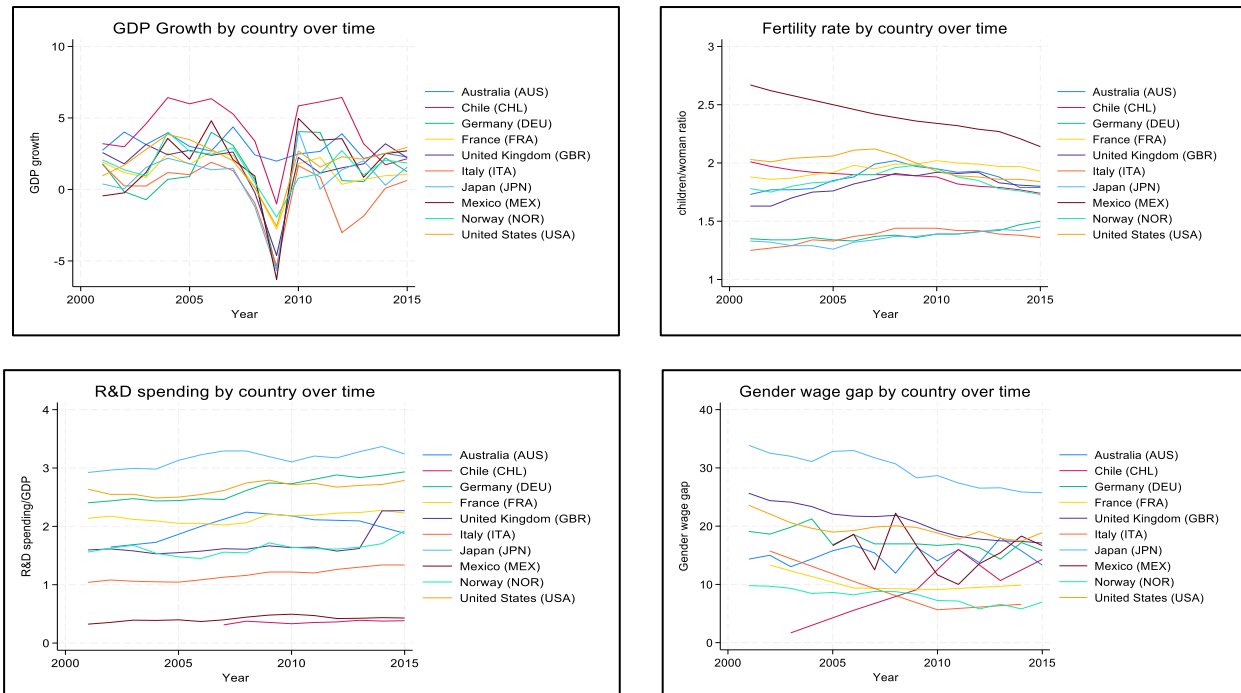 GDP Growth by country over time
GDP growth
10
5
0
-5
2000 2005 2010 2015
Year
Australia (AUS)
Chile (CHL)
Germany (DEU)
France (FRA)
United Kingdom (GBR)
Italy (ITA)
Japan (JPN)
Mexico (MEX)
Norway (NOR)
United States (USA)
Fertility rate by country over time
children/woman ratio
3
2.5
2
1.5
1
2000 2005 2010 2015
Year
Australia (AUS)
Chile (CHL)
Germany (DEU)
France (FRA)
United Kingdom (GBR)
Italy (ITA)
Japan (JPN)
Mexico (MEX)
Norway (NOR)
United States (USA)
R&D spending by country over time
R&D spending/GDP
4
3
2
1
0
2000 2005 2010 2015
Year
Australia (AUS)
Chile (CHL)
Germany (DEU)
France (FRA)
United Kingdom (GBR)
Italy (ITA)
Japan (JPN)
Mexico (MEX)
Norway (NOR)
United States (USA)
Gender wage gap by country over time
Gender wage gap
40
30
20
10
0
2000 2005 2010 2015
Year
Australia (AUS)
Chile (CHL)
Germany (DEU)
France (FRA)
United Kingdom (GBR)
Italy (ITA)
Japan (JPN)
Mexico (MEX)
Norway (NOR)
United States (USA)